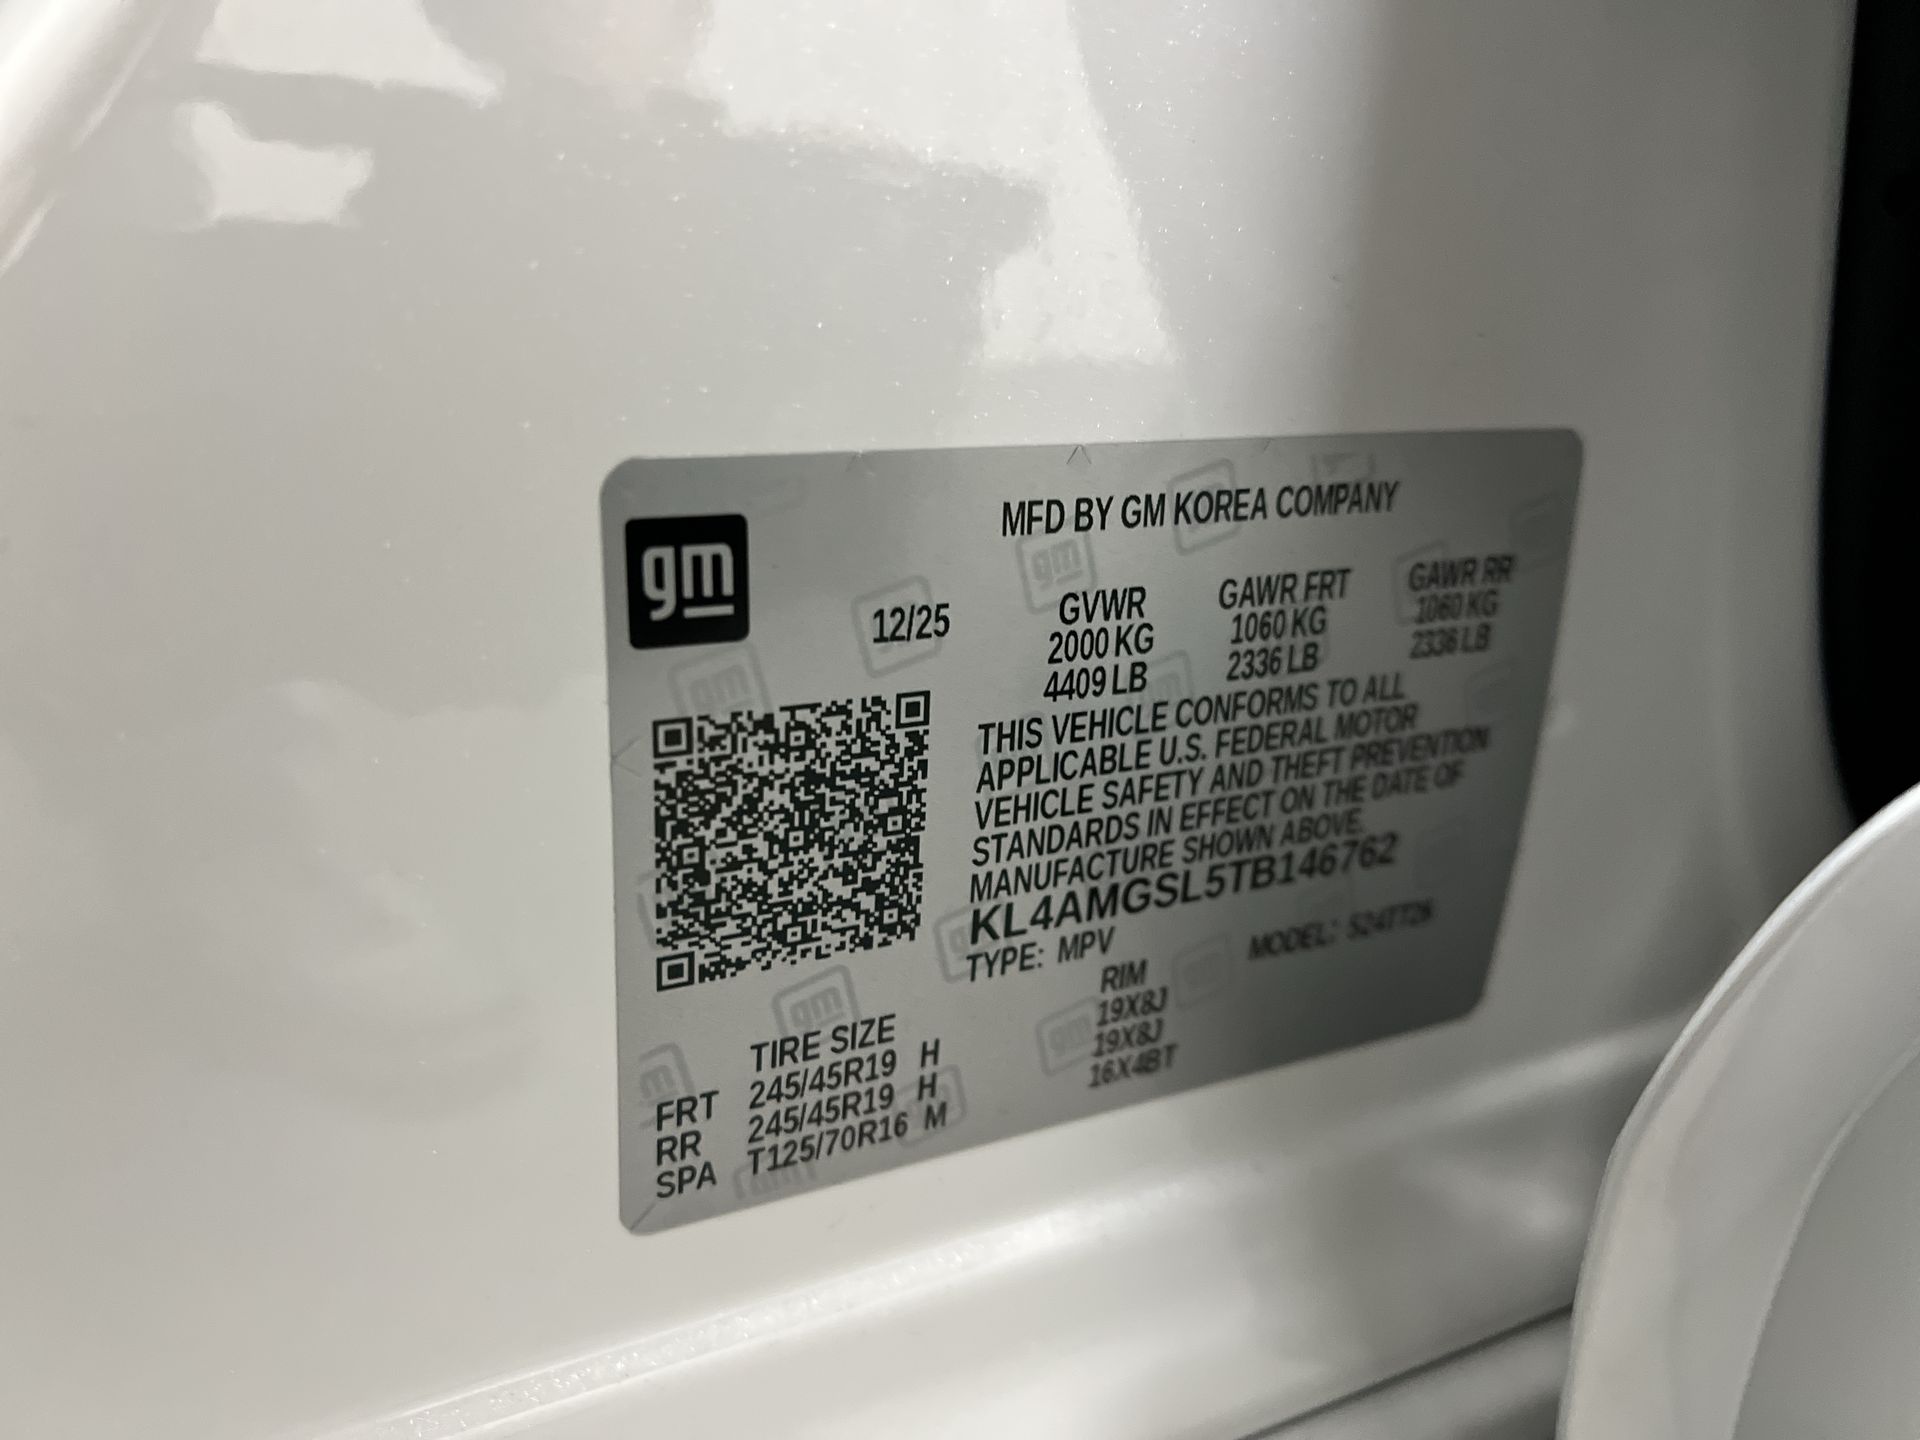 gm
MFD BY GM KOREA COMPANY
12/25
GVWR GAWR FRT GAWR RR
2000 KG 1060 KG 1060 KG
4409 LB 2336 LB 2336 LB
THIS VEHICLE CONFORMS TO ALL
APPLICABLE U.S. FEDERAL MOTOR
VEHICLE SAFETY AND THEFT PREVENTION
STANDARDS IN EFFECT ON THE DATE OF
MANUFACTURE SHOWN ABOVE.
KL4AMGSL5TB146762
TYPE: MPV MODEL:
TIRE SIZE RIM
FRT 245/45R19 H 19X8J
RR 245/45R19 H 19X8J
SPA T125/70R16 M 16X4BT